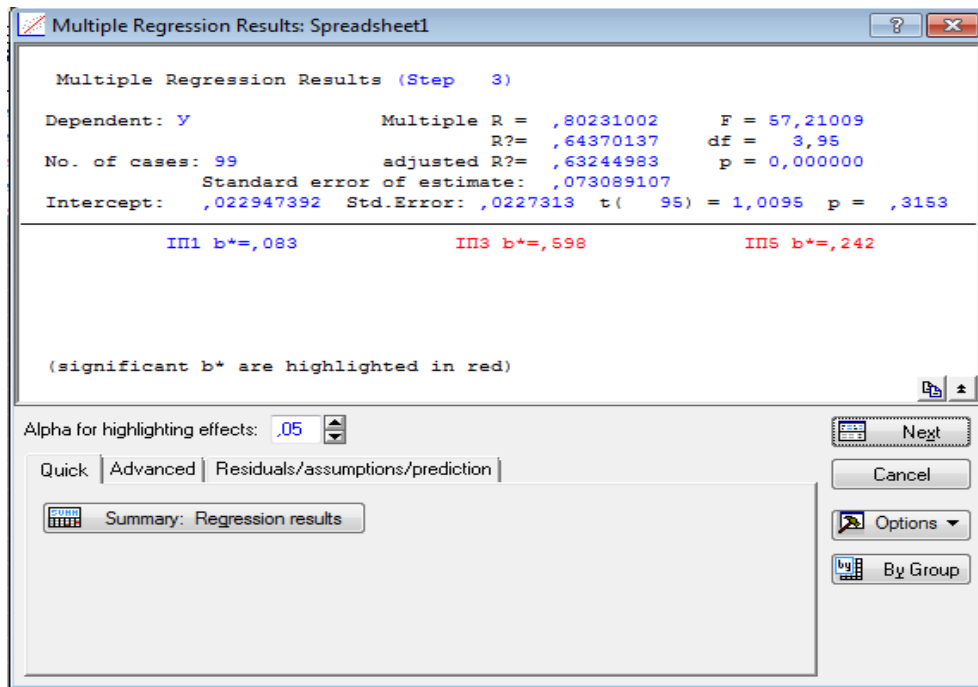 Multiple Regression Results: Spreadsheet1
Multiple Regression Results (Step 3)
Dependent: У Multiple R = ,80231002 F = 57,21009
R?= ,64370137 df = 3,95
No. of cases: 99 adjusted R?= ,63244983 p = 0,000000
Standard error of estimate: ,073089107
Intercept: ,022947392 Std.Error: ,0227313 t( 95) = 1,0095 p = ,3153
ІП1 b*=,083 ІП3 b*=,598 ІП5 b*=,242
(significant b* are highlighted in red)
Alpha for highlighting effects: ,05
Next
Quick Advanced Residuals/assumptions/prediction
Cancel
SUMM Summary: Regression results
Options
by By Group